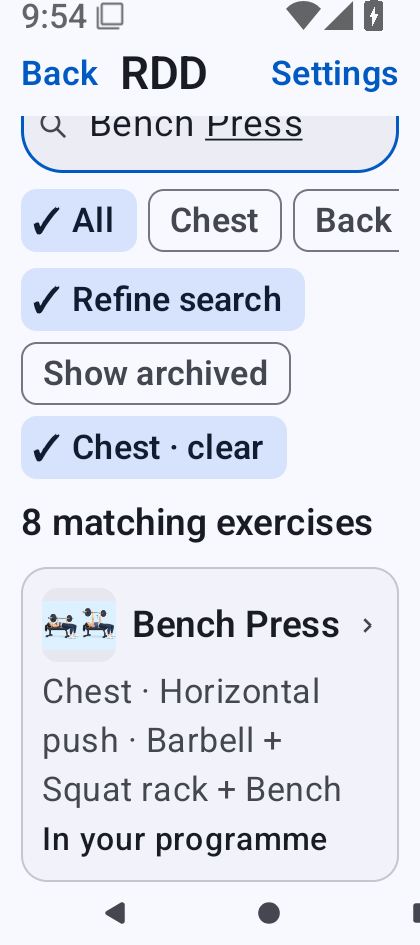 9:54
Back RDD Settings
Bench Press
✓ All Chest Back
✓ Refine search
Show archived
✓ Chest · clear
8 matching exercises
Bench Press ›
Chest · Horizontal
push · Barbell +
Squat rack + Bench
In your programme